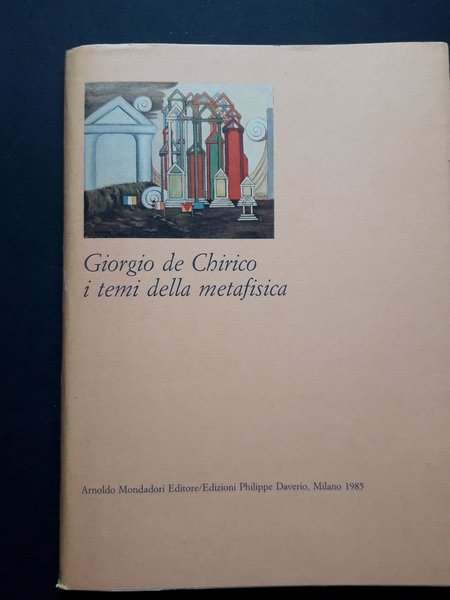 Giorgio de Chirico
i temi della metafisica
Arnoldo Mondadori Editore/Edizioni Philippe Daverio, Milano 1985